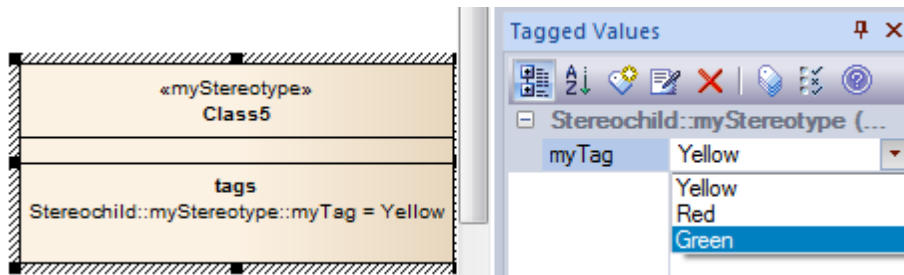 «myStereotype»
Class5
tags
Stereochild::myStereotype::myTag = Yellow
Tagged Values
Stereochild::myStereotype (...
myTag Yellow
Yellow
Red
Green